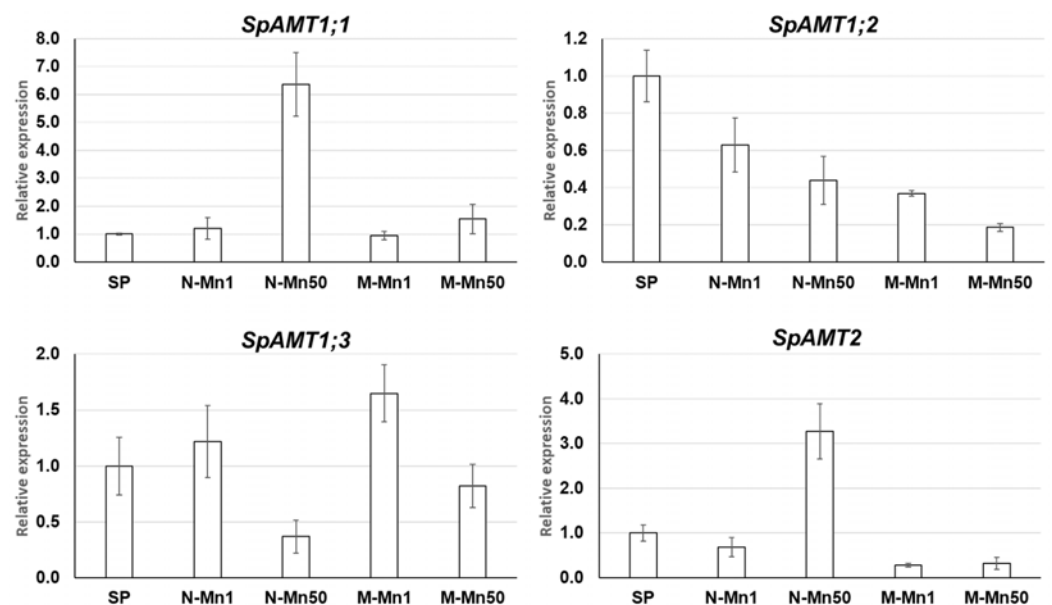 SpAMT1;1
Relative expression
8.0
7.0
6.0
5.0
4.0
3.0
2.0
1.0
0.0
SP N-Mn1 N-Mn50 M-Mn1 M-Mn50
SpAMT1;2
Relative expression
1.2
1.0
0.8
0.6
0.4
0.2
0.0
SP N-Mn1 N-Mn50 M-Mn1 M-Mn50
SpAMT1;3
Relative expression
2.0
1.5
1.0
0.5
0.0
SP N-Mn1 N-Mn50 M-Mn1 M-Mn50
SpAMT2
Relative expression
5.0
4.0
3.0
2.0
1.0
0.0
SP N-Mn1 N-Mn50 M-Mn1 M-Mn50